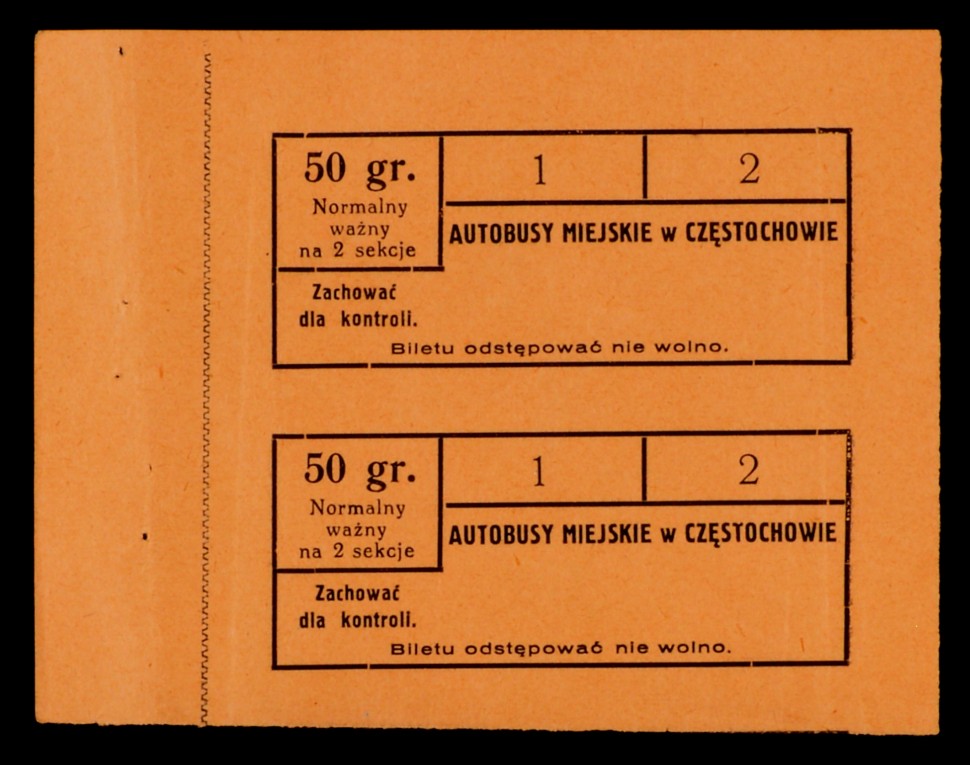 50 gr.
Normalny
ważny
na 2 sekcje
1
2
AUTOBUSY MIEJSKIE w CZĘSTOCHOWIE
Zachować
dla kontroli.
Biletu odstępować nie wolno.
50 gr.
Normalny
ważny
na 2 sekcje
1
2
AUTOBUSY MIEJSKIE w CZĘSTOCHOWIE
Zachować
dla kontroli.
Biletu odstępować nie wolno.